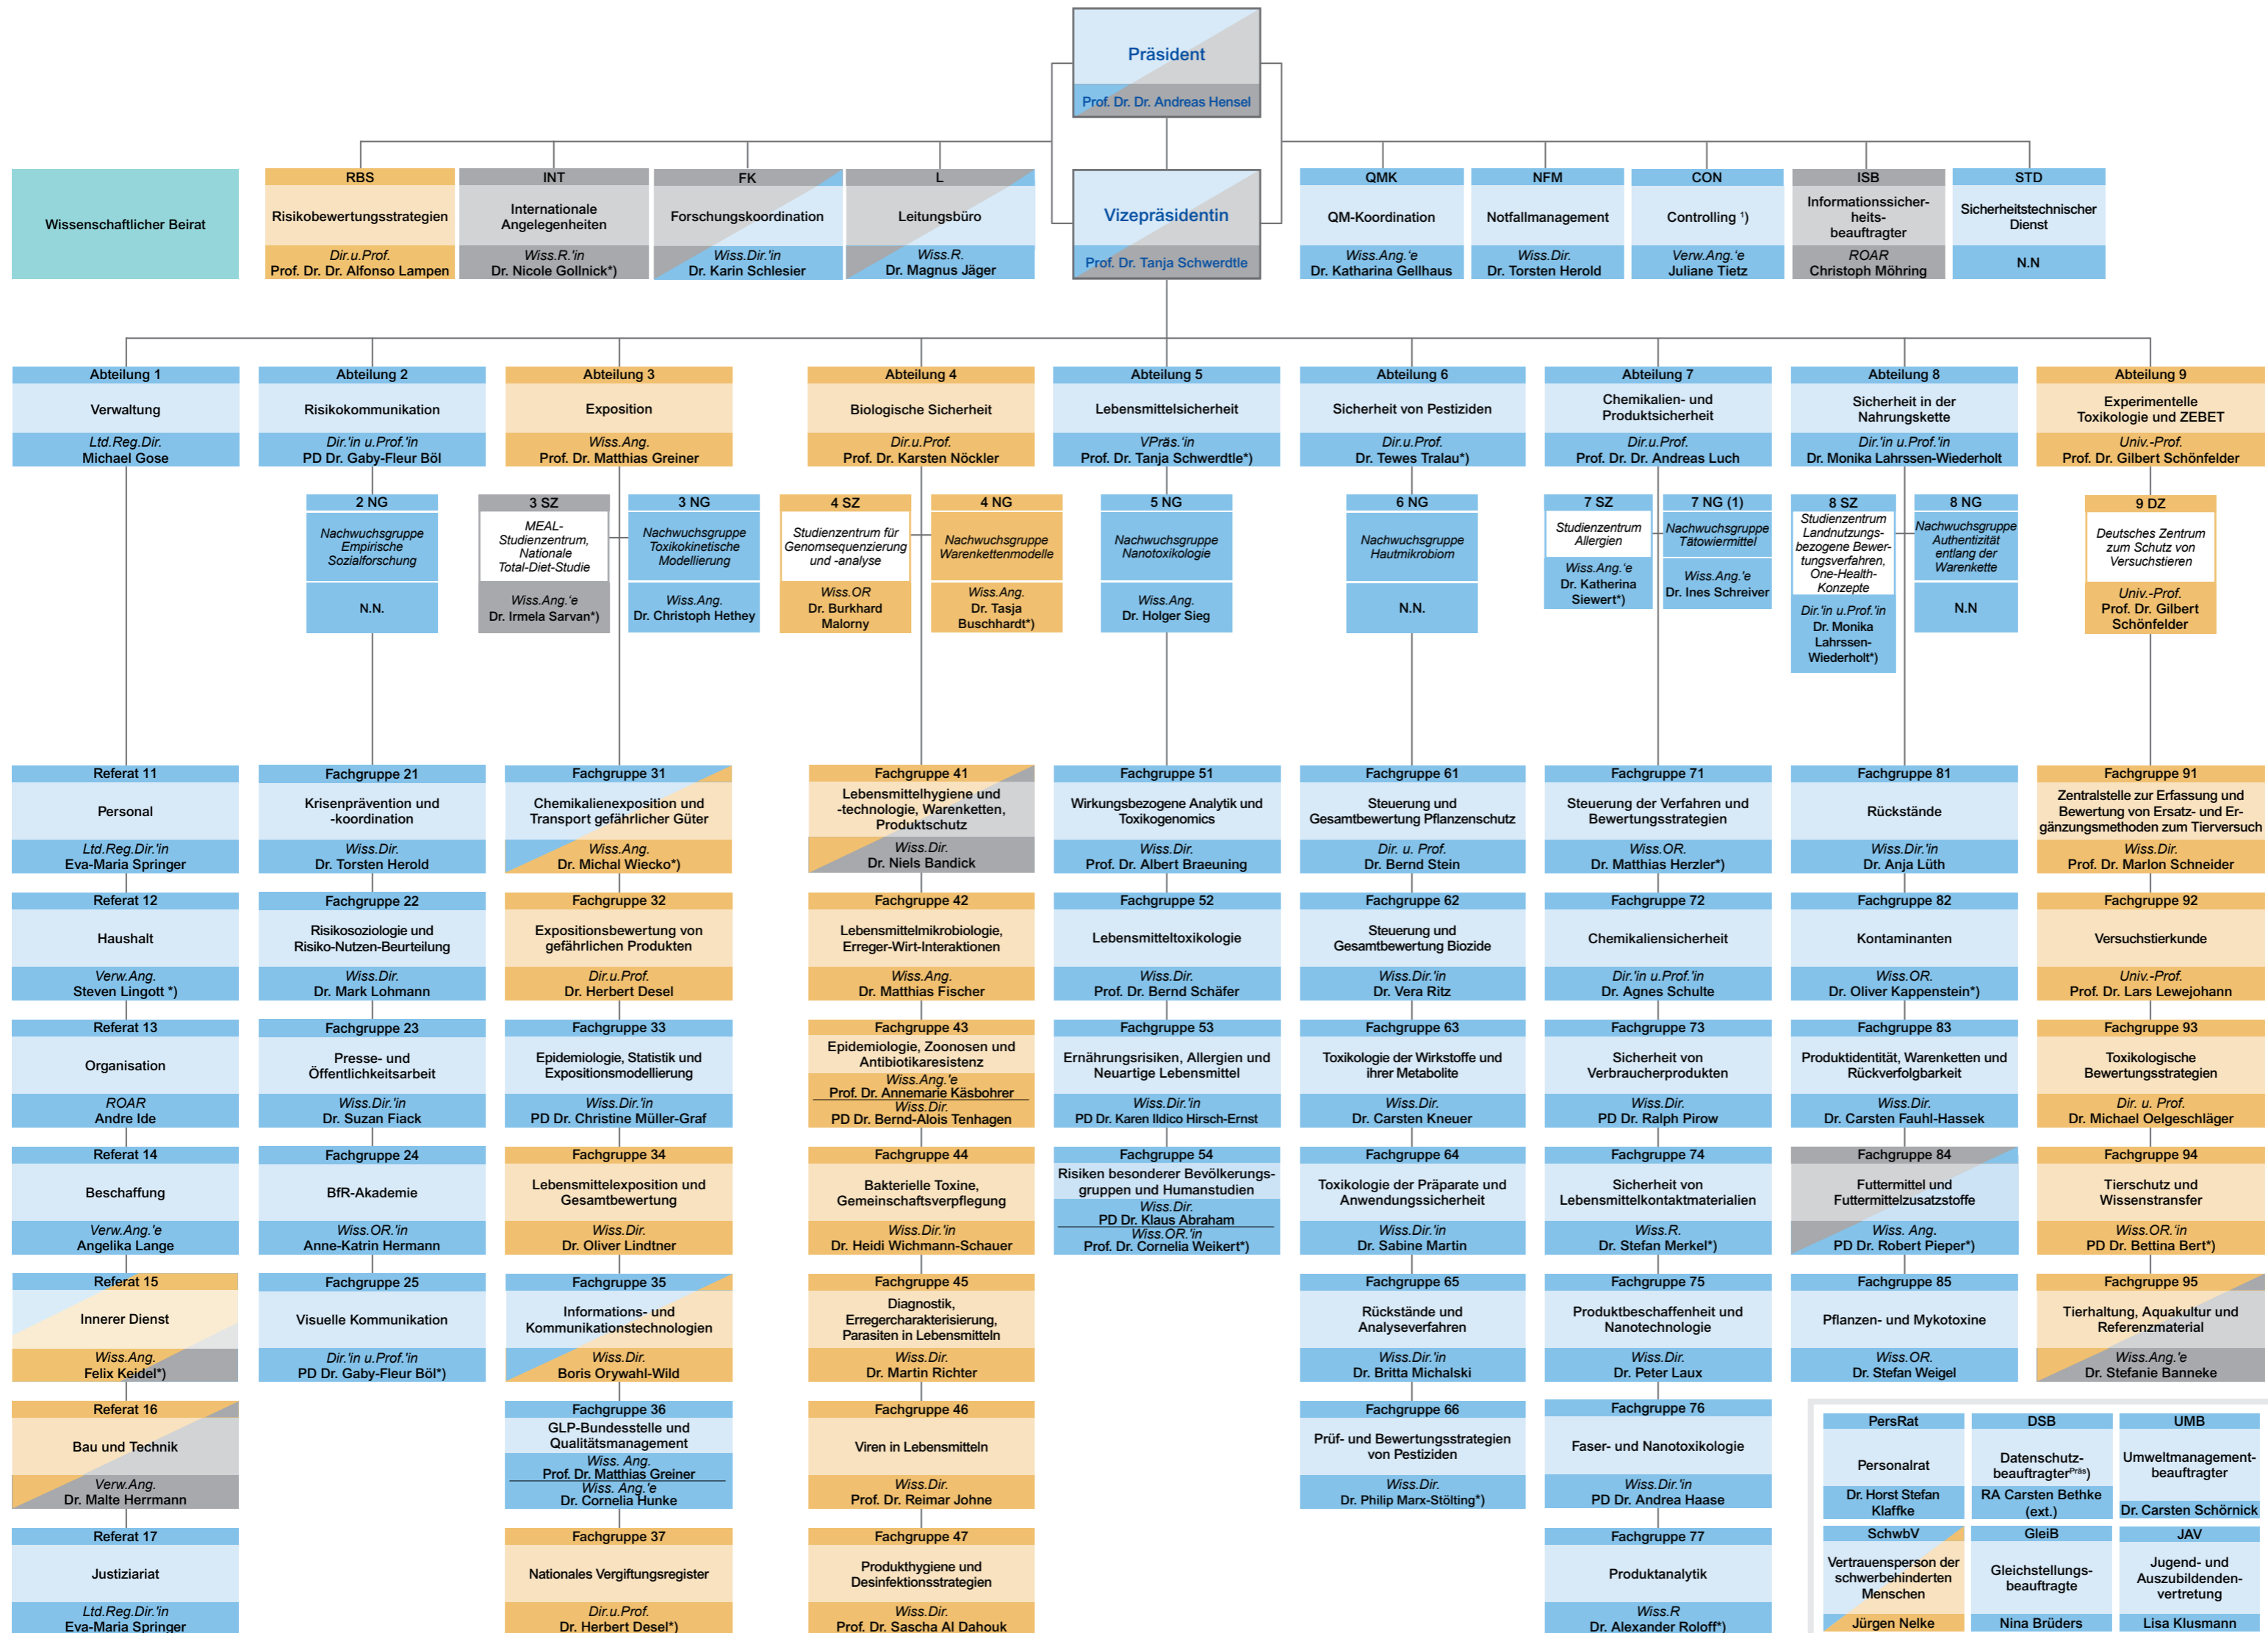 Präsident
Prof. Dr. Dr. Andreas Hensel
Wissenschaftlicher Beirat
RBS
Risikobewertungsstrategien
Dir.u.Prof.
Prof. Dr. Dr. Alfonso Lampen
INT
Internationale
Angelegenheiten
Wiss.R.'in
Dr. Nicole Gollnick*)
FK
Forschungskoordination
Wiss.Dir.'in
Dr. Karin Schlesier
L
Leitungsbüro
Wiss.R.
Dr. Magnus Jäger
Vizepräsidentin
Prof. Dr. Tanja Schwerdtle
QMK
QM-Koordination
Wiss.Ang.'e
Dr. Katharina Gellhaus
NFM
Notfallmanagement
Wiss.Dir.
Dr. Torsten Herold
CON
Controlling ¹)
Verw.Ang.'e
Juliane Tietz
ISB
Informationssicher-
heits-
beauftragter
ROAR
Christoph Möhring
STD
Sicherheitstechnischer
Dienst
N.N
Abteilung 1
Verwaltung
Ltd.Reg.Dir.
Michael Gose
Abteilung 2
Risikokommunikation
Dir.'in u.Prof.'in
PD Dr. Gaby-Fleur Böl
Abteilung 3
Exposition
Wiss.Ang.
Prof. Dr. Matthias Greiner
Abteilung 4
Biologische Sicherheit
Dir.u.Prof.
Prof. Dr. Karsten Nöckler
Abteilung 5
Lebensmittelsicherheit
VPräs.'in
Prof. Dr. Tanja Schwerdtle*)
Abteilung 6
Sicherheit von Pestiziden
Dir.u.Prof.
Dr. Tewes Tralau*)
Abteilung 7
Chemikalien- und
Produktsicherheit
Dir.u.Prof.
Prof. Dr. Dr. Andreas Luch
Abteilung 8
Sicherheit in der
Nahrungskette
Dir.'in u.Prof.'in
Dr. Monika Lahrssen-Wiederholt
Abteilung 9
Experimentelle
Toxikologie und ZEBET
Univ.-Prof.
Prof. Dr. Gilbert Schönfelder
2 NG
Nachwuchsgruppe
Empirische
Sozialforschung
N.N.
3 SZ
MEAL-
Studienzentrum,
Nationale
Total-Diet-Studie
Wiss.Ang.'e
Dr. Irmela Sarvan*)
3 NG
Nachwuchsgruppe
Toxikokinetische
Modellierung
Wiss.Ang.
Dr. Christoph Hethey
4 SZ
Studienzentrum für
Genomsequenzierung
und -analyse
Wiss.OR
Dr. Burkhard
Malorny
4 NG
Nachwuchsgruppe
Warenkettenmodelle
Wiss.Ang.
Dr. Tasja
Buschhardt*)
5 NG
Nachwuchsgruppe
Nanotoxikologie
Wiss.Ang.
Dr. Holger Sieg
6 NG
Nachwuchsgruppe
Hautmikrobiom
N.N.
7 SZ
Studienzentrum
Allergien
Wiss.Ang.'e
Dr. Katherina
Siewert*)
7 NG (1)
Nachwuchsgruppe
Tätowiermittel
Wiss.Ang.'e
Dr. Ines Schreiver
8 SZ
Studienzentrum
Landnutzungs-
bezogene Bewer-
tungsverfahren,
One-Health-
Konzepte
Dir.'in u.Prof.'in
Dr. Monika
Lahrssen-
Wiederholt*)
8 NG
Nachwuchsgruppe
Authentizität
entlang der
Warenkette
N.N
9 DZ
Deutsches Zentrum
zum Schutz von
Versuchstieren
Univ.-Prof.
Prof. Dr. Gilbert
Schönfelder
Referat 11
Personal
Ltd.Reg.Dir.'in
Eva-Maria Springer
Fachgruppe 21
Krisenprävention und
-koordination
Wiss.Dir.
Dr. Torsten Herold
Fachgruppe 31
Chemikalienexposition und
Transport gefährlicher Güter
Wiss.Ang.
Dr. Michal Wiecko*)
Fachgruppe 41
Lebensmittelhygiene und
-technologie, Warenketten,
Produktschutz
Wiss.Dir.
Dr. Niels Bandick
Fachgruppe 51
Wirkungsbezogene Analytik und
Toxikogenomics
Wiss.Dir.
Prof. Dr. Albert Braeuning
Fachgruppe 61
Steuerung und
Gesamtbewertung Pflanzenschutz
Dir. u. Prof.
Dr. Bernd Stein
Fachgruppe 71
Steuerung der Verfahren und
Bewertungsstrategien
Wiss.OR.
Dr. Matthias Herzler*)
Fachgruppe 81
Rückstände
Wiss.Dir.'in
Dr. Anja Lüth
Fachgruppe 91
Zentralstelle zur Erfassung und
Bewertung von Ersatz- und Er-
gänzungsmethoden zum Tierversuch
Wiss.Dir.
Prof. Dr. Marlon Schneider
Referat 12
Haushalt
Verw.Ang.
Steven Lingott *)
Fachgruppe 22
Risikosoziologie und
Risiko-Nutzen-Beurteilung
Wiss.Dir.
Dr. Mark Lohmann
Fachgruppe 32
Expositionsbewertung von
gefährlichen Produkten
Dir.u.Prof.
Dr. Herbert Desel
Fachgruppe 42
Lebensmittelmikrobiologie,
Erreger-Wirt-Interaktionen
Wiss.Ang.
Dr. Matthias Fischer
Fachgruppe 52
Lebensmitteltoxikologie
Wiss.Dir.
Prof. Dr. Bernd Schäfer
Fachgruppe 62
Steuerung und
Gesamtbewertung Biozide
Wiss.Dir.'in
Dr. Vera Ritz
Fachgruppe 72
Chemikaliensicherheit
Dir.'in u.Prof.'in
Dr. Agnes Schulte
Fachgruppe 82
Kontaminanten
Wiss.OR.
Dr. Oliver Kappenstein*)
Fachgruppe 92
Versuchstierkunde
Univ.-Prof.
Prof. Dr. Lars Lewejohann
Referat 13
Organisation
ROAR
Andre Ide
Fachgruppe 23
Presse- und
Öffentlichkeitsarbeit
Wiss.Dir.'in
Dr. Suzan Fiack
Fachgruppe 33
Epidemiologie, Statistik und
Expositionsmodellierung
Wiss.Dir.'in
PD Dr. Christine Müller-Graf
Fachgruppe 43
Epidemiologie, Zoonosen und
Antibiotikaresistenz
Wiss.Ang.'e
Prof. Dr. Annemarie Käsbohrer
Wiss.Dir.
PD Dr. Bernd-Alois Tenhagen
Fachgruppe 53
Ernährungsrisiken, Allergien und
Neuartige Lebensmittel
Wiss.Dir.'in
PD Dr. Karen Ildico Hirsch-Ernst
Fachgruppe 63
Toxikologie der Wirkstoffe und
ihrer Metabolite
Wiss.Dir.
Dr. Carsten Kneuer
Fachgruppe 73
Sicherheit von
Verbraucherprodukten
Wiss.Dir.
PD Dr. Ralph Pirow
Fachgruppe 83
Produktidentität, Warenketten und
Rückverfolgbarkeit
Wiss.Dir.
Dr. Carsten Fauhl-Hassek
Fachgruppe 93
Toxikologische
Bewertungsstrategien
Dir. u. Prof.
Dr. Michael Oelgeschläger
Referat 14
Beschaffung
Verw.Ang.'e
Angelika Lange
Fachgruppe 24
BfR-Akademie
Wiss.OR.'in
Anne-Katrin Hermann
Fachgruppe 34
Lebensmittelexposition und
Gesamtbewertung
Wiss.Dir.
Dr. Oliver Lindtner
Fachgruppe 44
Bakterielle Toxine,
Gemeinschaftsverpflegung
Wiss.Dir.'in
Dr. Heidi Wichmann-Schauer
Fachgruppe 54
Risiken besonderer Bevölkerungs-
gruppen und Humanstudien
Wiss.Dir.
PD Dr. Klaus Abraham
Wiss.OR.'in
Prof. Dr. Cornelia Weikert*)
Fachgruppe 64
Toxikologie der Präparate und
Anwendungssicherheit
Wiss.Dir.'in
Dr. Sabine Martin
Fachgruppe 74
Sicherheit von
Lebensmittelkontaktmaterialien
Wiss.R.
Dr. Stefan Merkel*)
Fachgruppe 84
Futtermittel und
Futtermittelzusatzstoffe
Wiss. Ang.
PD Dr. Robert Pieper*)
Fachgruppe 94
Tierschutz und
Wissenstransfer
Wiss.OR.'in
PD Dr. Bettina Bert*)
Referat 15
Innerer Dienst
Wiss.Ang.
Felix Keidel*)
Fachgruppe 25
Visuelle Kommunikation
Dir.'in u.Prof.'in
PD Dr. Gaby-Fleur Böl*)
Fachgruppe 35
Informations- und
Kommunikationstechnologien
Wiss.Dir.
Boris Orywahl-Wild
Fachgruppe 45
Diagnostik,
Erregercharakterisierung,
Parasiten in Lebensmitteln
Wiss.Dir.
Dr. Martin Richter
Fachgruppe 65
Rückstände und
Analyseverfahren
Wiss.Dir.'in
Dr. Britta Michalski
Fachgruppe 75
Produktbeschaffenheit und
Nanotechnologie
Wiss.Dir.
Dr. Peter Laux
Fachgruppe 85
Pflanzen- und Mykotoxine
Wiss.OR.
Dr. Stefan Weigel
Fachgruppe 95
Tierhaltung, Aquakultur und
Referenzmaterial
Wiss.Ang.'e
Dr. Stefanie Banneke
Referat 16
Bau und Technik
Verw.Ang.
Dr. Malte Herrmann
Fachgruppe 36
GLP-Bundesstelle und
Qualitätsmanagement
Wiss. Ang.
Prof. Dr. Matthias Greiner
Wiss. Ang.'e
Dr. Cornelia Hunke
Fachgruppe 46
Viren in Lebensmitteln
Wiss.Dir.
Prof. Dr. Reimar Johne
Fachgruppe 66
Prüf- und Bewertungsstrategien
von Pestiziden
Wiss.Dir.
Dr. Philip Marx-Stölting*)
Fachgruppe 76
Faser- und Nanotoxikologie
Wiss.Dir.'in
PD Dr. Andrea Haase
PersRat
Personalrat
Dr. Horst Stefan
Klaffke
DSB
Datenschutz-
beauftragterPräs)
RA Carsten Bethke
(ext.)
UMB
Umweltmanagement-
beauftragter
Dr. Carsten Schörnick
Referat 17
Justiziariat
Ltd.Reg.Dir.'in
Eva-Maria Springer
Fachgruppe 37
Nationales Vergiftungsregister
Dir.u.Prof.
Dr. Herbert Desel*)
Fachgruppe 47
Produkthygiene und
Desinfektionsstrategien
Wiss.Dir.
Prof. Dr. Sascha Al Dahouk
Fachgruppe 77
Produktanalytik
Wiss.R
Dr. Alexander Roloff*)
SchwbV
Vertrauensperson der
schwerbehinderten
Menschen
Jürgen Nelke
GleiB
Gleichstellungs-
beauftragte
Nina Brüders
JAV
Jugend- und
Auszubildenden-
vertretung
Lisa Klusmann